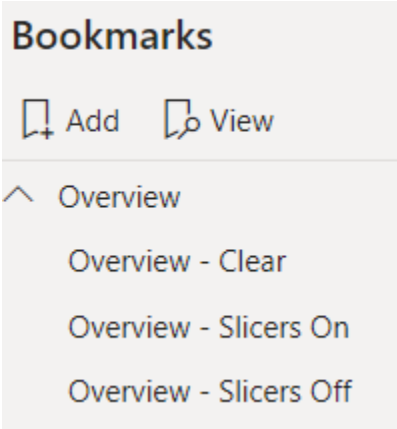 Bookmarks
Add View
Overview
Overview - Clear
Overview - Slicers On
Overview - Slicers Off